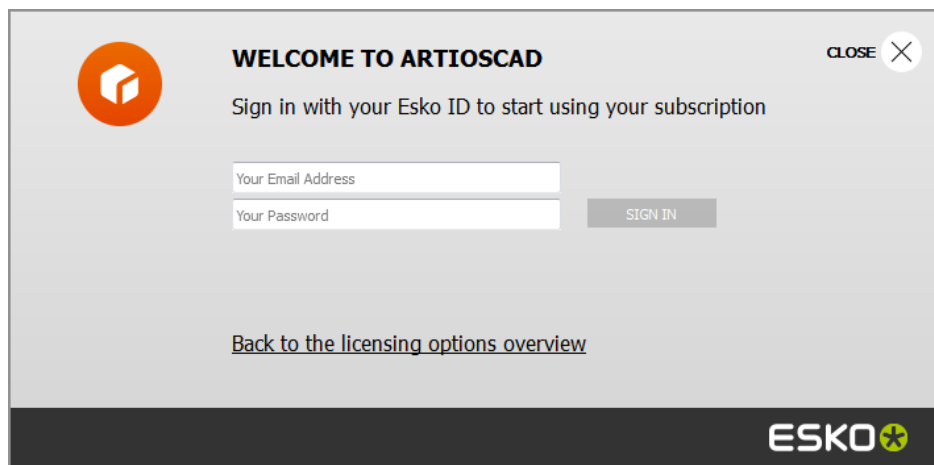 WELCOME TO ARTIOSCAD
CLOSE
Sign in with your Esko ID to start using your subscription
Your Email Address
Your Password
SIGN IN
Back to the licensing options overview
ESKO